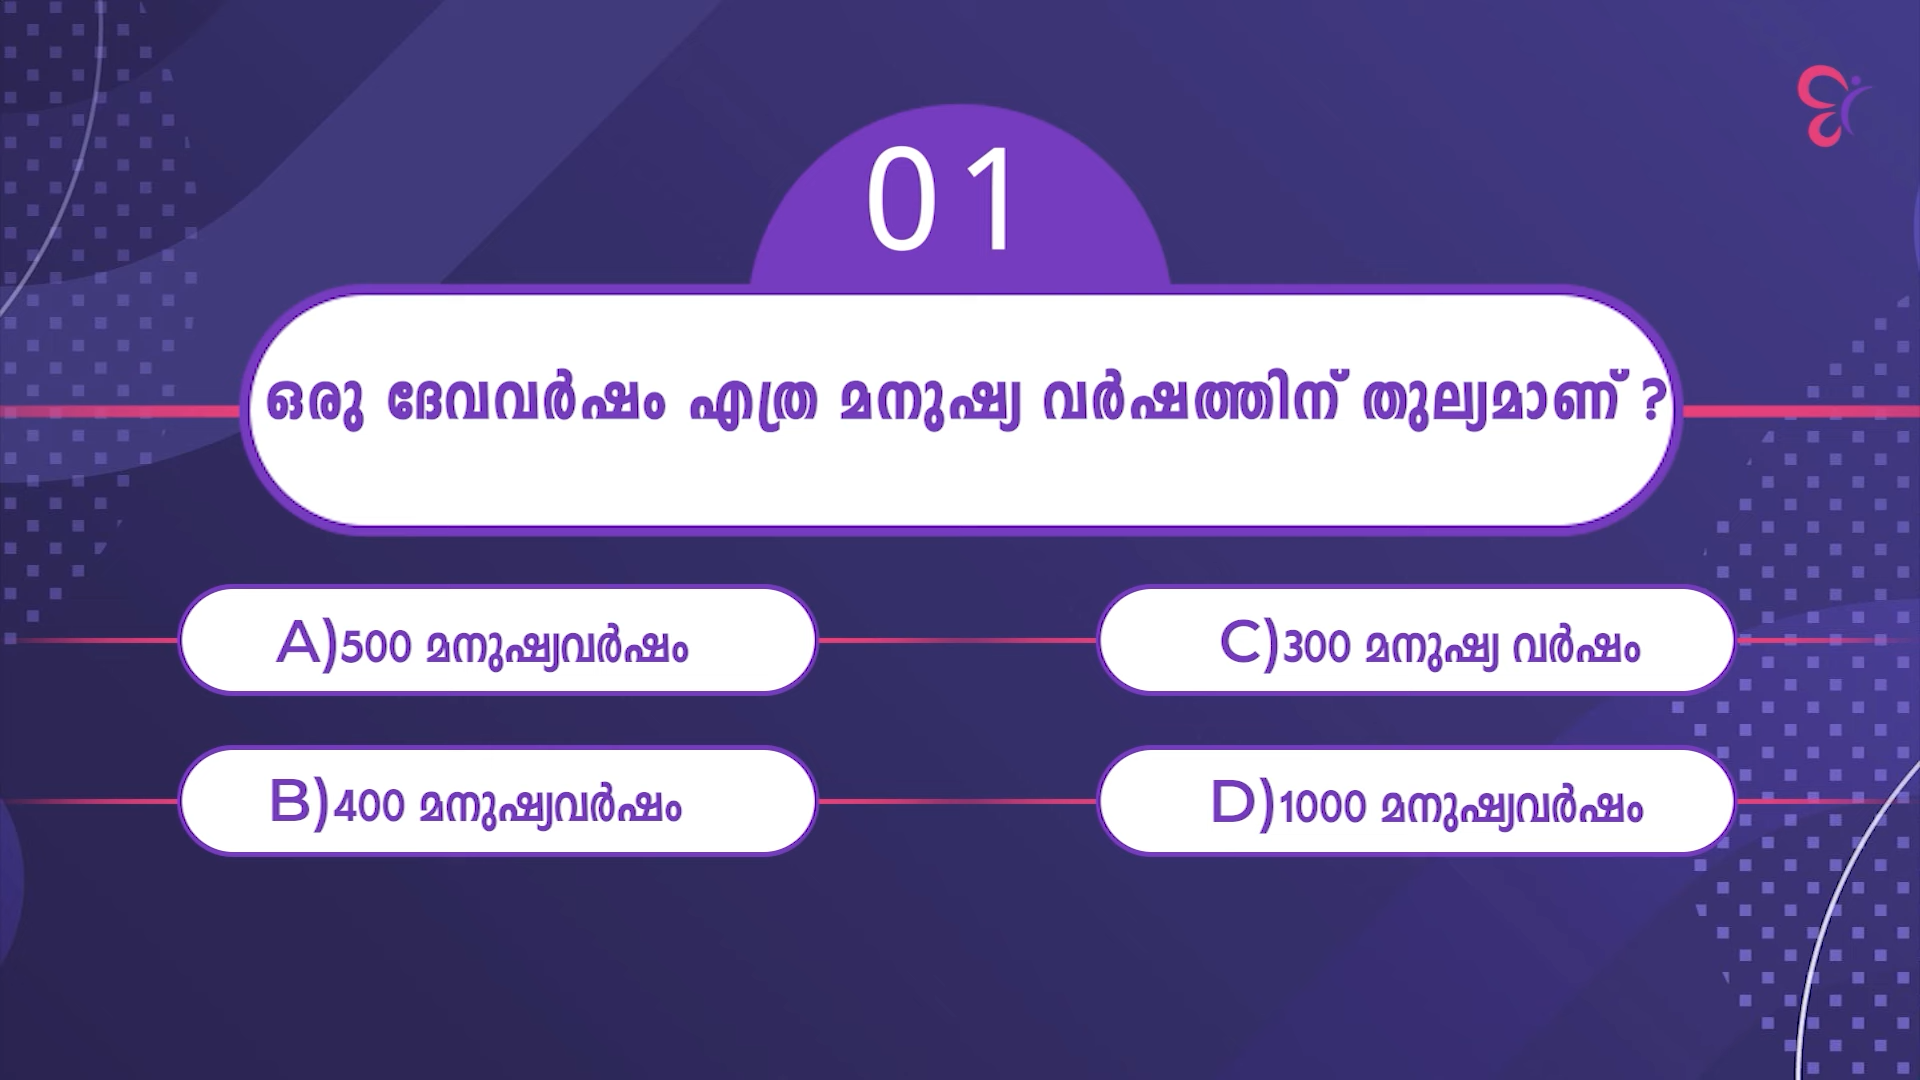 01
ഒരു ദേവവർഷം എത്ര മനുഷ്യ വർഷത്തിന് തുല്യമാണ് ?
A)500 മനുഷ്യവർഷം
C)300 മനുഷ്യ വർഷം
B)400 മനുഷ്യവർഷം
D)1000 മനുഷ്യവർഷം